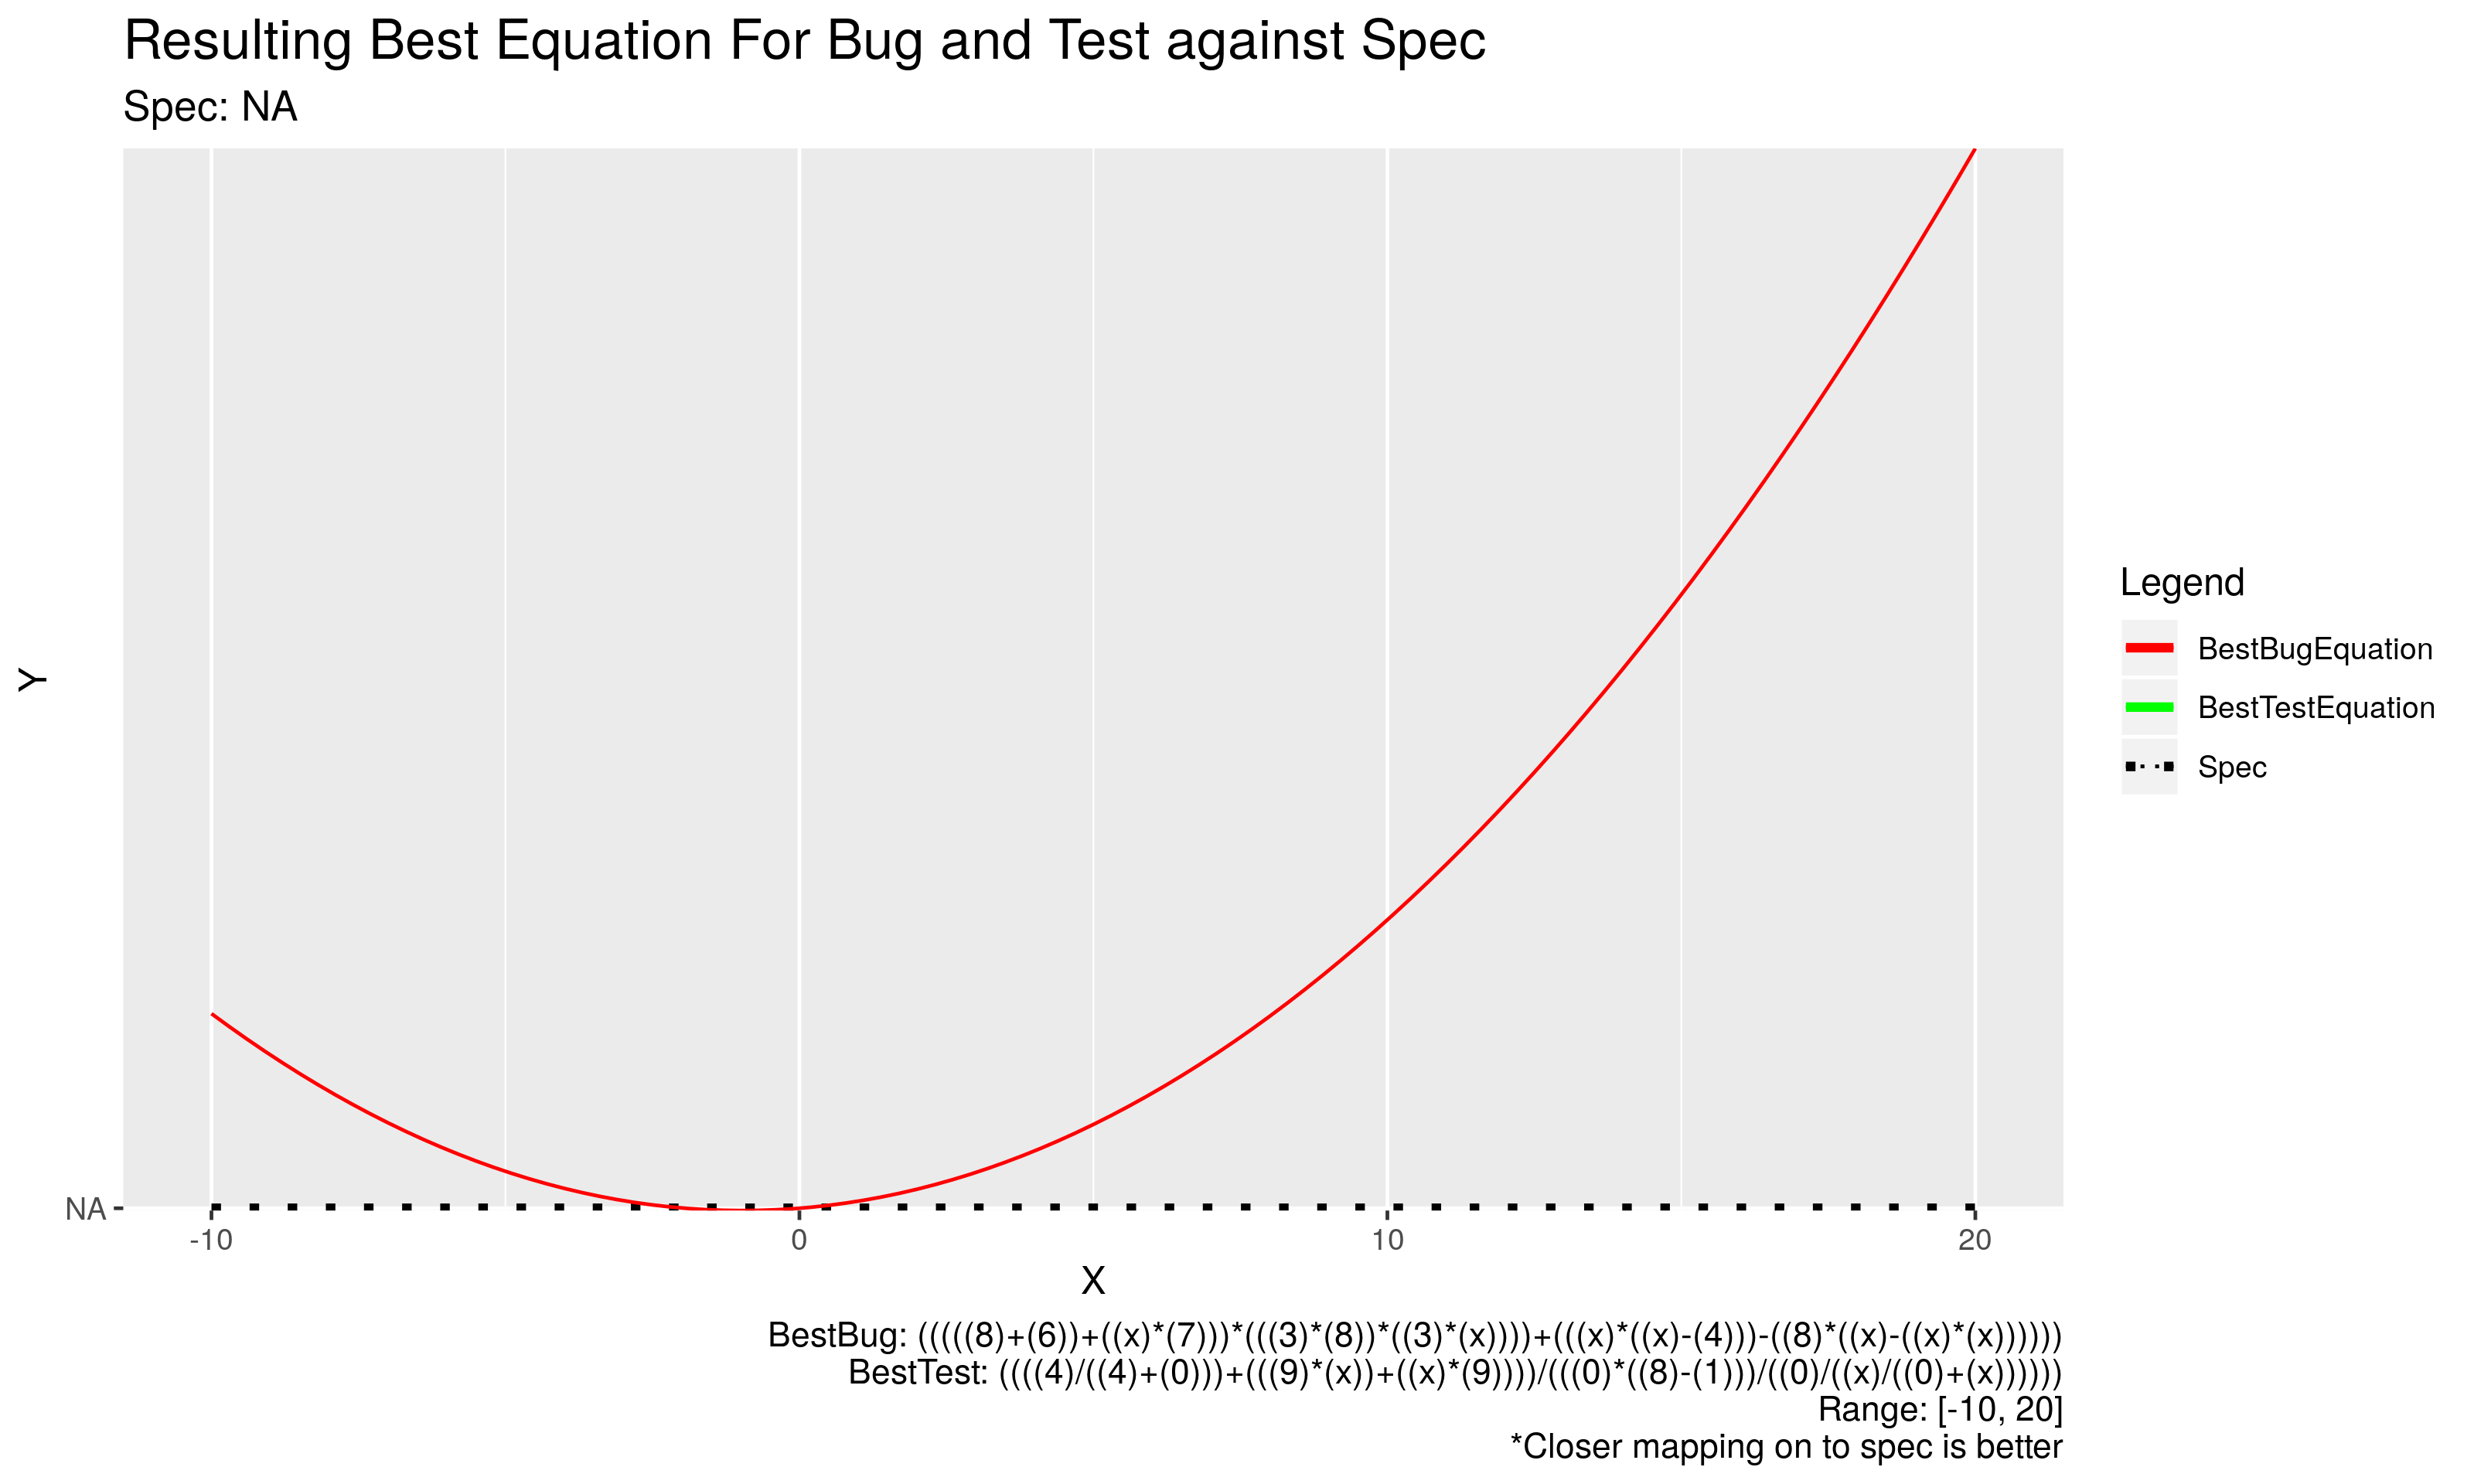 Resulting Best Equation For Bug and Test against Spec
Spec: NA
Y
NA
-10 0 10 20
X
Legend
BestBugEquation
BestTestEquation
Spec
BestBug: (((((8)+(6))+((x)*(7)))*(((3)*(8))*((3)*(x))))+(((x)*((x)-(4)))-((8)*((x)-((x)*(x))))))
BestTest: ((((4)/((4)+(0)))+(((9)*(x))+((x)*(9))))/(((0)*((8)-(1)))/((0)/((x)/((0)+(x))))))
Range: [-10, 20]
*Closer mapping on to spec is better